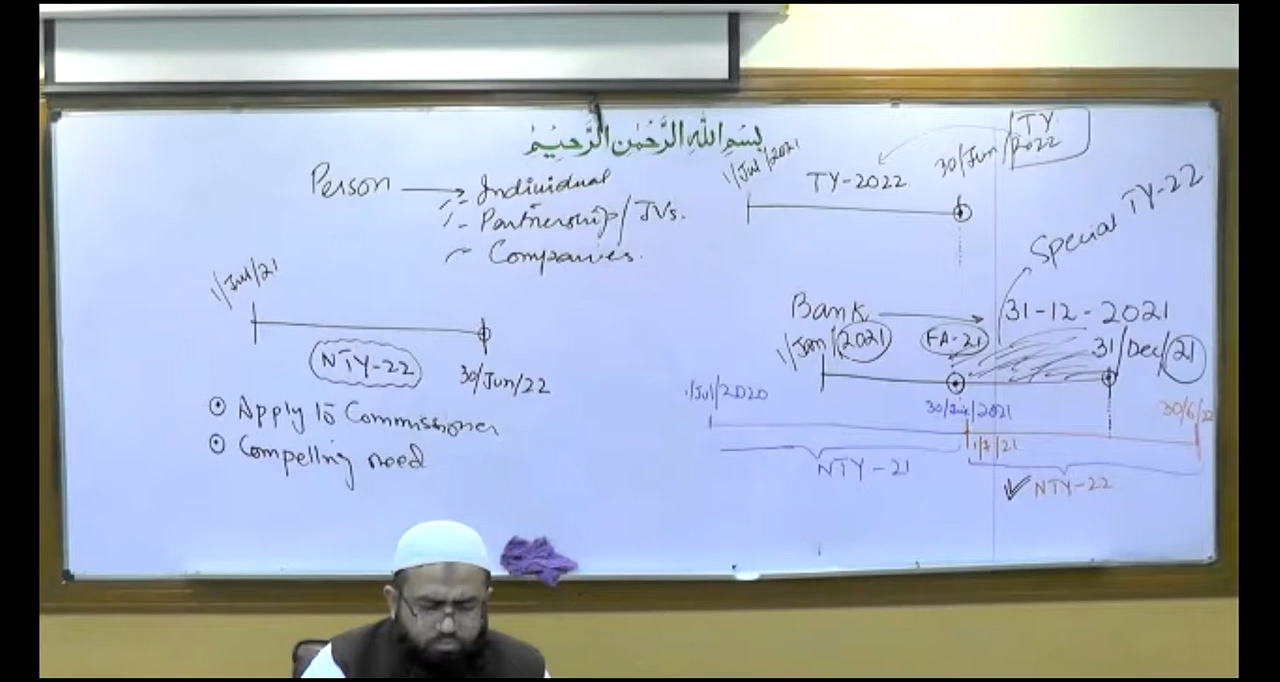 بِسْمِ اللهِ الرَّحْمٰنِ الرَّحِيْمِ
Person → Individual
- Partnership/JVs.
- Companies.
1/Jul/21
NTY-22
30/Jun/22
Apply to Commissioner
Compelling need
1/Jul/2021
TY-2022
30/Jun/2022
TY
Special TY-22
Bank → 31-12-2021
1/Jan/2021
FA-21
31/Dec/21
1/Jul/2020
30/Jun/2021
30/6/22
1/7/21
NTY-21
✓ NTY-22